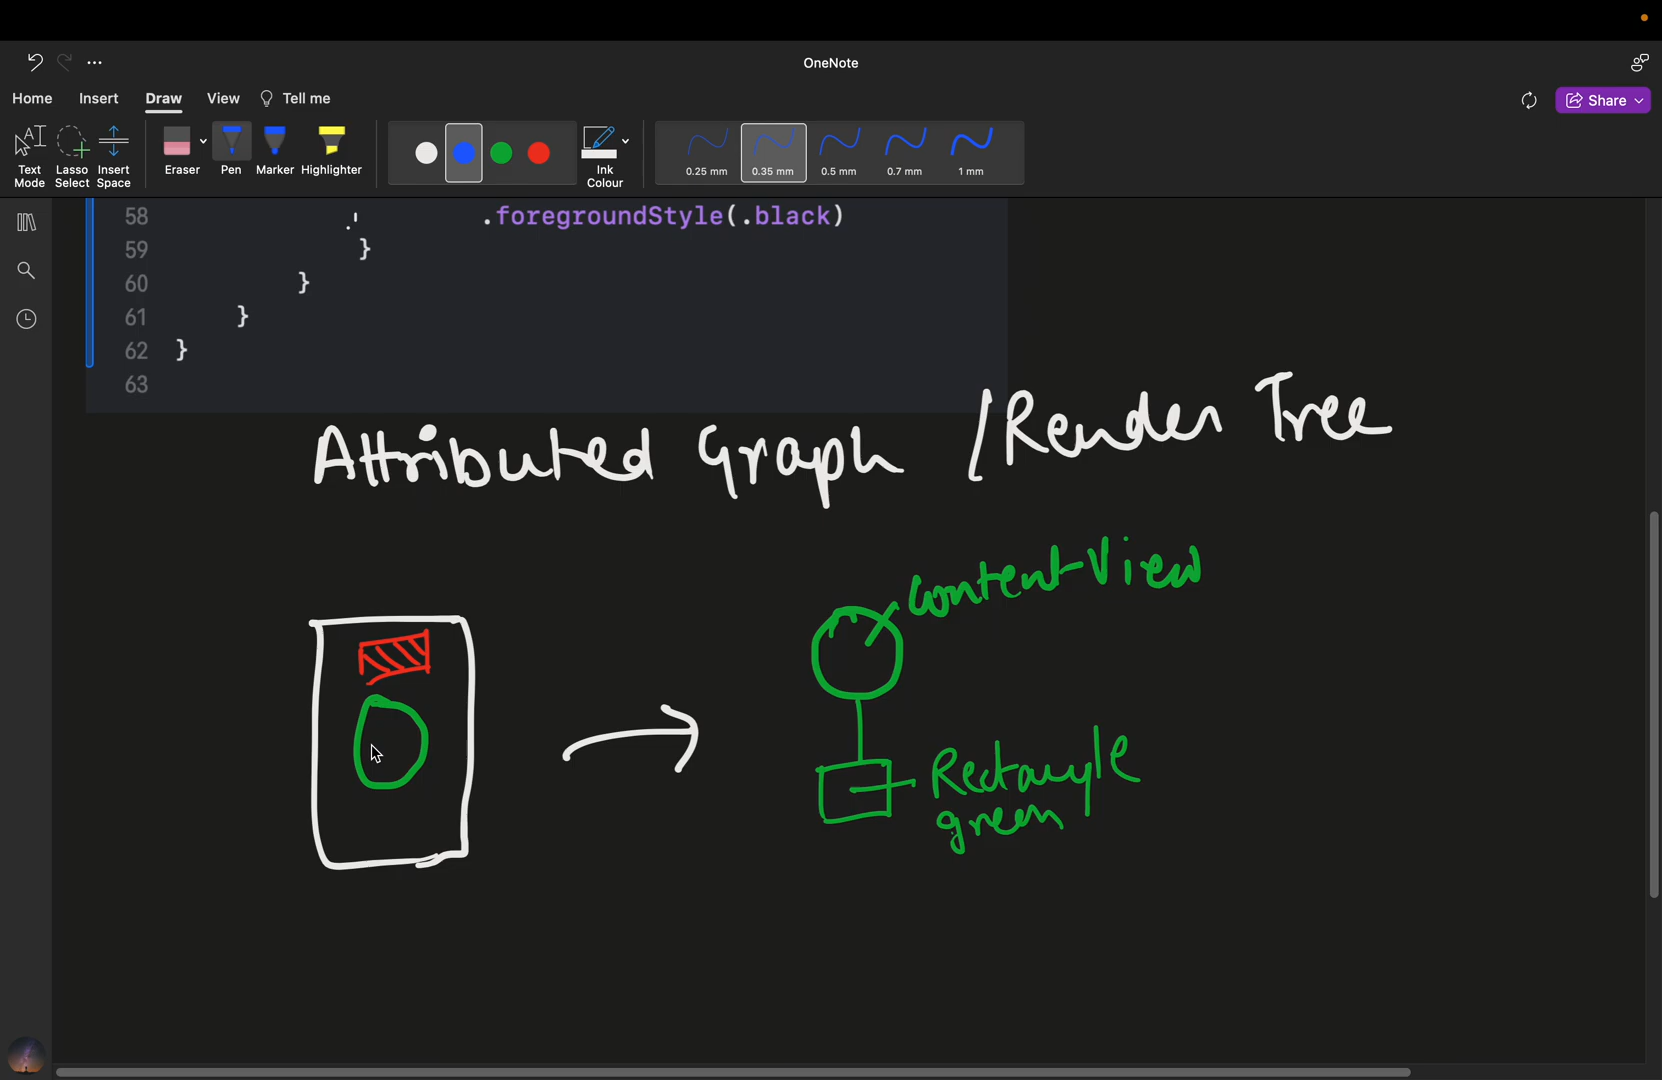 OneNote
Home Insert Draw View Tell me
Share
Text Mode
Lasso Select
Insert Space
Eraser
Pen
Marker
Highlighter
Ink Colour
0.25 mm
0.35 mm
0.5 mm
0.7 mm
1 mm
58 .foregroundStyle(.black)
59 }
60 }
61 }
62 }
63
Attributed Graph / Render Tree
ContentView
Rectangle
green